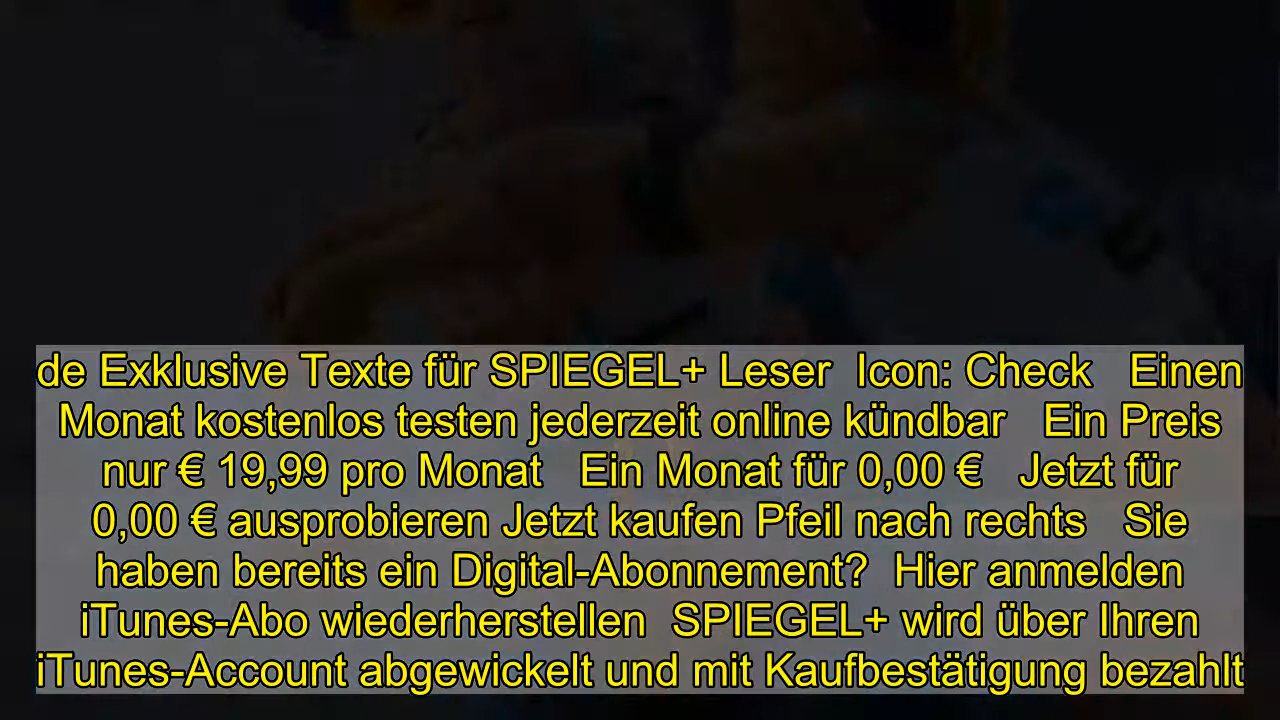 de Exklusive Texte für SPIEGEL+ Leser Icon: Check Einen
Monat kostenlos testen jederzeit online kündbar Ein Preis
nur € 19,99 pro Monat Ein Monat für 0,00 € Jetzt für
0,00 € ausprobieren Jetzt kaufen Pfeil nach rechts Sie
haben bereits ein Digital-Abonnement? Hier anmelden
iTunes-Abo wiederherstellen SPIEGEL+ wird über Ihren
iTunes-Account abgewickelt und mit Kaufbestätigung bezahlt